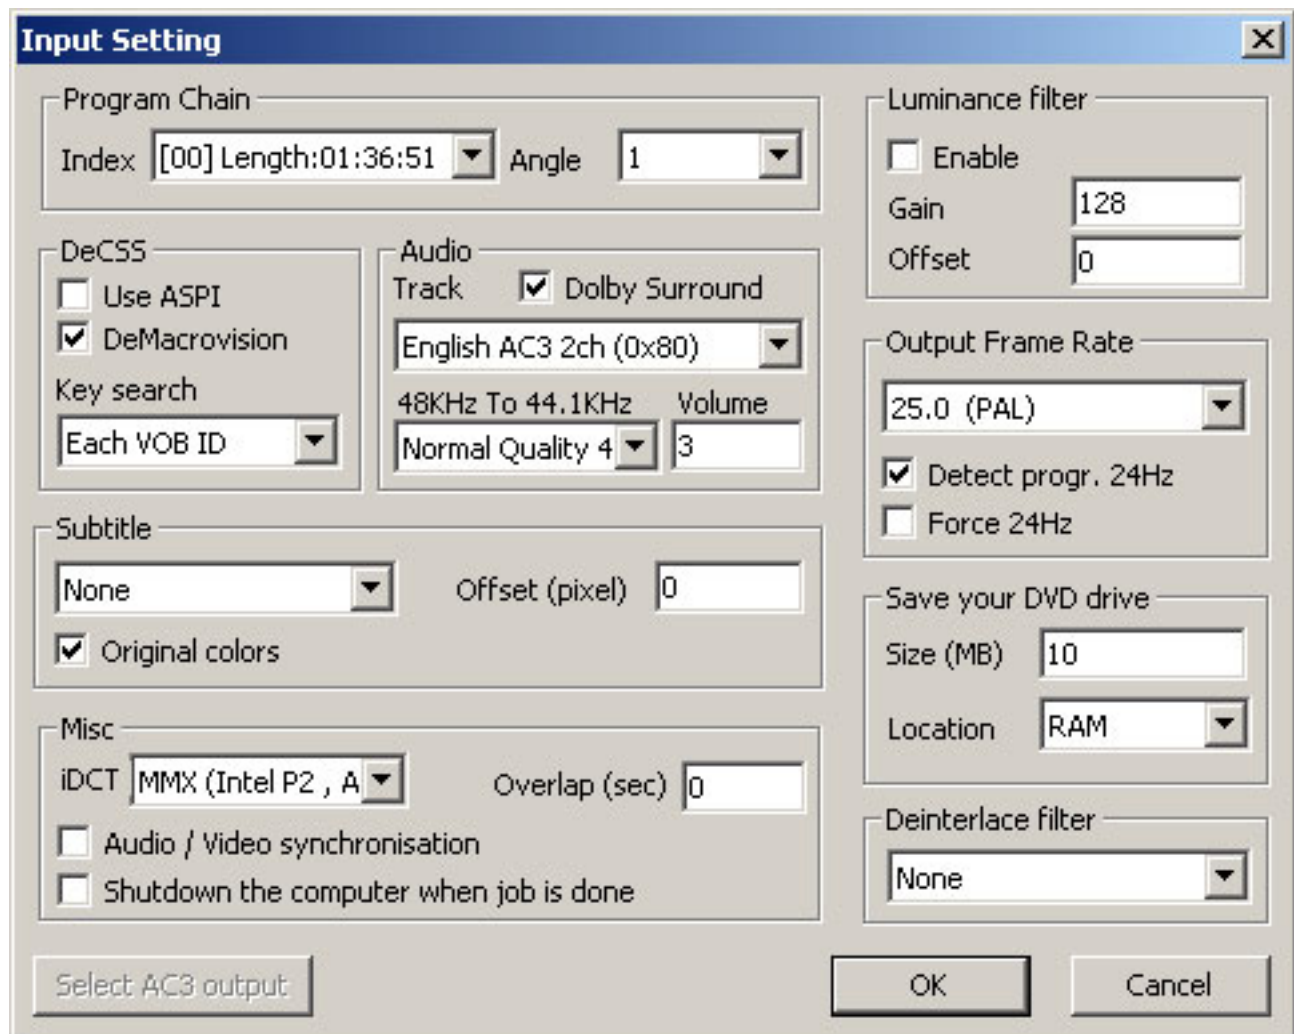 Input Setting
Program Chain
Index [00] Length:01:36:51 Angle 1
DeCSS
Use ASPI
DeMacrovision
Key search
Each VOB ID
Audio
Track Dolby Surround
English AC3 2ch (0x80)
48KHz To 44.1KHz Volume
Normal Quality 4 3
Subtitle
None Offset (pixel) 0
Original colors
Misc
iDCT MMX (Intel P2 , A Overlap (sec) 0
Audio / Video synchronisation
Shutdown the computer when job is done
Luminance filter
Enable
Gain 128
Offset 0
Output Frame Rate
25.0 (PAL)
Detect progr. 24Hz
Force 24Hz
Save your DVD drive
Size (MB) 10
Location RAM
Deinterlace filter
None
Select AC3 output OK Cancel